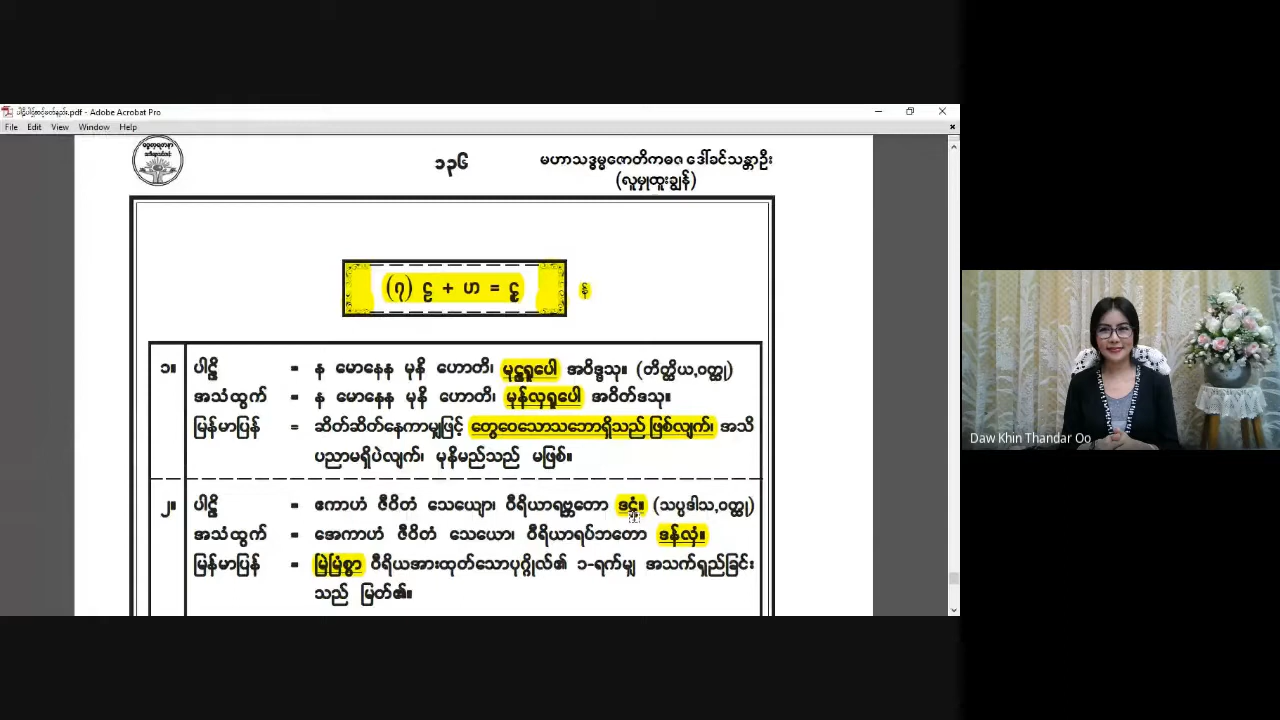 ပါဠိပါဌ်စာဝ်ဖတ်နည်း.pdf - Adobe Acrobat Pro
File Edit View Window Help
၁၃၆
မဟာသဒ္ဓမ္မဇောတိကဓဇ ဒေါ်ခင်သန္တာဦး
(လူမှုထူးချွန်)
(၇) ဠ + ဟ = ဠှ
န်
၁။ ပါဠိ = န မောနေန မုနိ ဟောတိ၊ မုဠှရူပေါ အဝိဒ္ဒသု။ (တိတ္ထိယ,ဝတ္ထု)
အသံထွက် = န မောနေန မုနိ ဟောတိ၊ မုန်လှရူပေါ အဝိတ်ဒသု။
မြန်မာပြန် = ဆိတ်ဆိတ်နေကာမျှဖြင့် တွေဝေသောသဘောရှိသည် ဖြစ်လျက်၊ အသိ
ပညာမရှိပဲလျက်၊ မုနိမည်သည် မဖြစ်။
၂။ ပါဠိ = ဧကာဟံ ဇီဝိတံ သေယျော၊ ဝီရိယာရဗ္ဘတော ဒဠှံ။ (သပ္ပဒါသ,ဝတ္ထု)
အသံထွက် = အေကာဟံ ဇီဝိတံ သေယော၊ ဝီရိယာရပ်ဘတော ဒန်လှံ။
မြန်မာပြန် = မြဲမြံစွာ ဝီရိယအားထုတ်သောပုဂ္ဂိုလ်၏ ၁-ရက်မျှ အသက်ရှည်ခြင်း
သည် မြတ်၏။
Daw Khin Thandar Oo